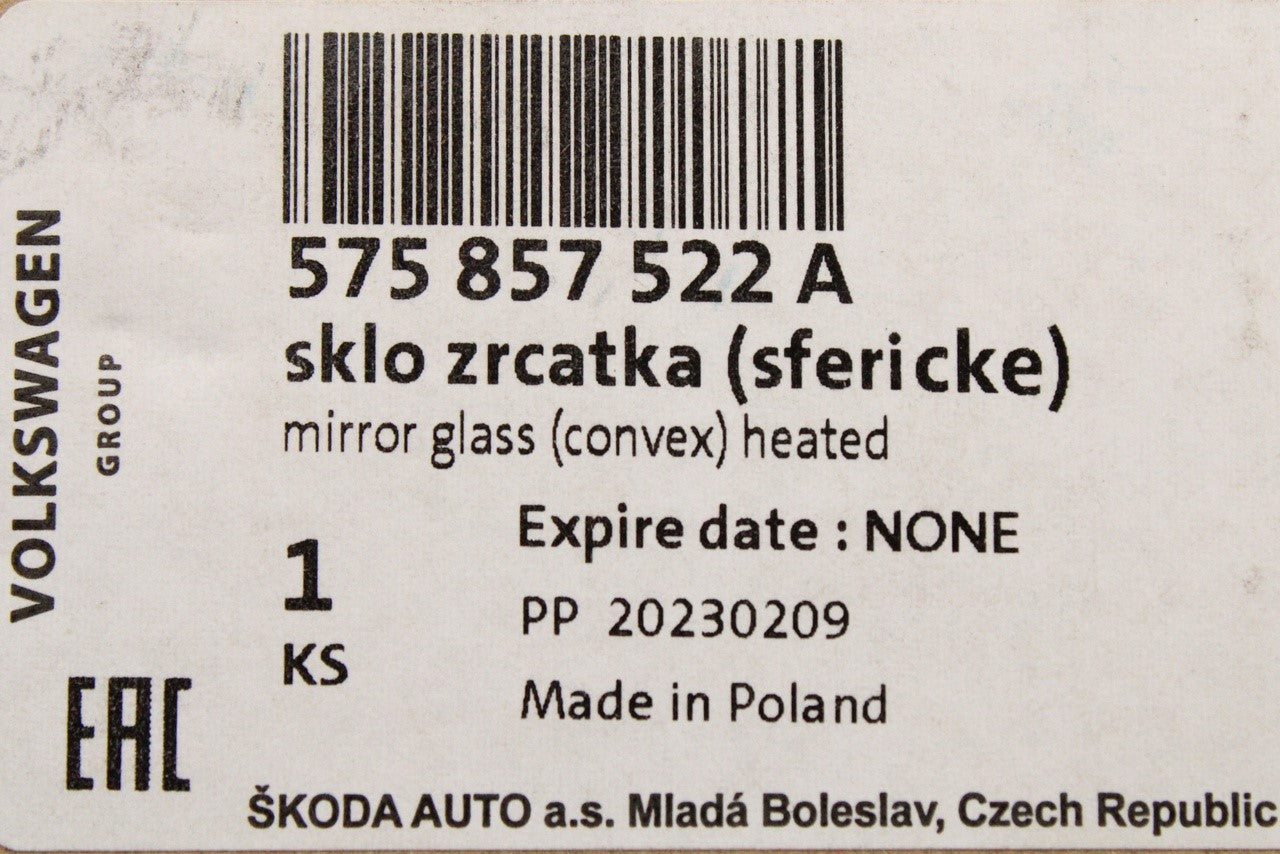 575 857 522 A
sklo zrcatka (sfericke)
mirror glass (convex) heated
VOLKSWAGEN
GROUP
1
KS
Expire date : NONE
PP 20230209
Made in Poland
EAC
ŠKODA AUTO a.s. Mladá Boleslav, Czech Republic